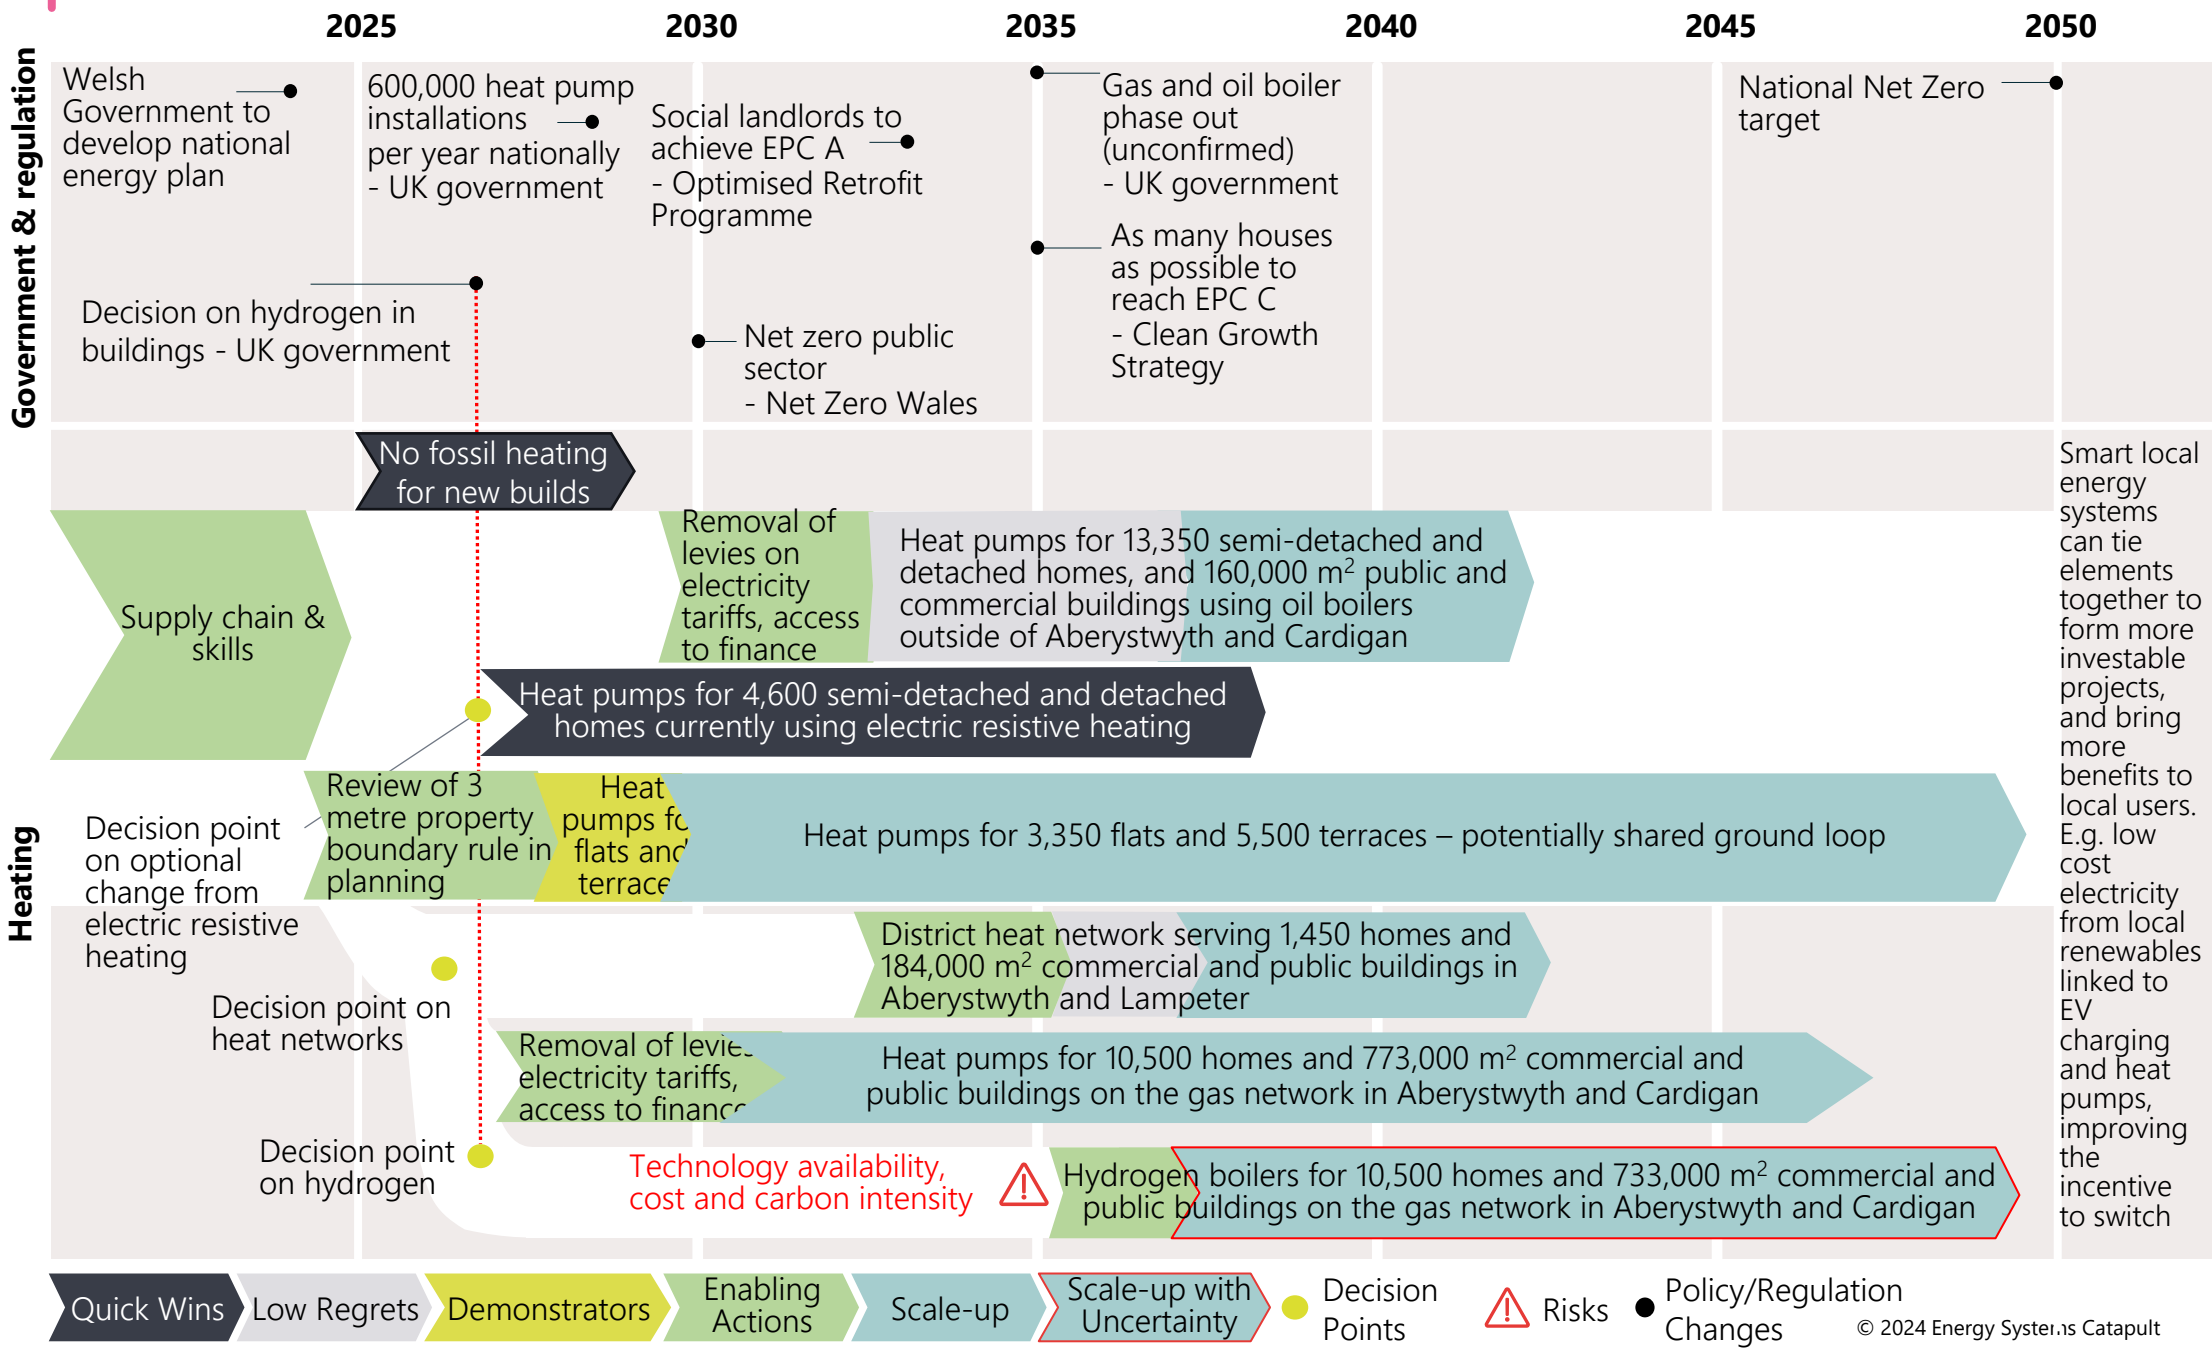 2025 2030 2035 2040 2045 2050
Government & regulation
Welsh
Government to
develop national
energy plan
600,000 heat pump
installations
per year nationally
- UK government
Social landlords to
achieve EPC A
- Optimised Retrofit
Programme
Gas and oil boiler
phase out
(unconfirmed)
- UK government
National Net Zero
target
As many houses
as possible to
reach EPC C
- Clean Growth
Strategy
Decision on hydrogen in
buildings - UK government
Net zero public
sector
- Net Zero Wales
Heating
No fossil heating
for new builds
Supply chain &
skills
Removal of
levies on
electricity
tariffs, access
to finance
Heat pumps for 13,350 semi-detached and
detached homes, and 160,000 m² public and
commercial buildings using oil boilers
outside of Aberystwyth and Cardigan
Heat pumps for 4,600 semi-detached and detached
homes currently using electric resistive heating
Decision point
on optional
change from
electric resistive
heating
Review of 3
metre property
boundary rule in
planning
Heat
pumps fo
flats and
terrace
Heat pumps for 3,350 flats and 5,500 terraces – potentially shared ground loop
Decision point on
heat networks
District heat network serving 1,450 homes and
184,000 m² commercial and public buildings in
Aberystwyth and Lampeter
Removal of levies
electricity tariffs,
access to finance
Heat pumps for 10,500 homes and 773,000 m² commercial and
public buildings on the gas network in Aberystwyth and Cardigan
Decision point
on hydrogen
Technology availability,
cost and carbon intensity
Hydrogen boilers for 10,500 homes and 733,000 m² commercial and
public buildings on the gas network in Aberystwyth and Cardigan
Smart local
energy
systems
can tie
elements
together to
form more
investable
projects,
and bring
more
benefits to
local users.
E.g. low
cost
electricity
from local
renewables
linked to
EV
charging
and heat
pumps,
improving
the
incentive
to switch
Quick Wins
Low Regrets
Demonstrators
Enabling
Actions
Scale-up
Scale-up with
Uncertainty
Decision
Points
Risks
Policy/Regulation
Changes
© 2024 Energy Systems Catapult